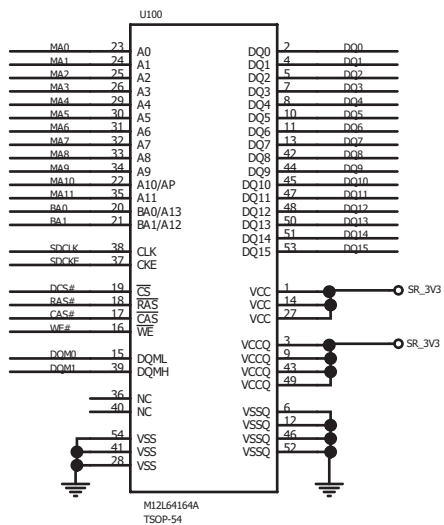 U100
MA0 23 A0 DQ0 2 DQ0
MA1 24 A1 DQ1 4 DQ1
MA2 25 A2 DQ2 5 DQ2
MA3 26 A3 DQ3 7 DQ3
MA4 29 A4 DQ4 8 DQ4
MA5 30 A5 DQ5 10 DQ5
MA6 31 A6 DQ6 11 DQ6
MA7 32 A7 DQ7 13 DQ7
MA8 33 A8 DQ8 42 DQ8
MA9 34 A9 DQ9 44 DQ9
MA10 22 A10/AP DQ10 45 DQ10
MA11 35 A11 DQ11 47 DQ11
BA0 20 BA0/A13 DQ12 48 DQ12
BA1 21 BA1/A12 DQ13 50 DQ13
DQ14 51 DQ14
SDCLK 38 CLK DQ15 53 DQ15
SDCKE 37 CKE
DCS# 19 CS VCC 1 SR_3V3
RAS# 18 RAS VCC 14
CAS# 17 CAS VCC 27
WE# 16 WE
VCCQ 3 SR_3V3
DQM0 15 DQML VCCQ 9
DQM1 39 DQMH VCCQ 43
VCCQ 49
36 NC
40 NC VSSQ 6
VSSQ 12
54 VSS VSSQ 46
41 VSS VSSQ 52
28 VSS
M12L64164A
TSOP-54